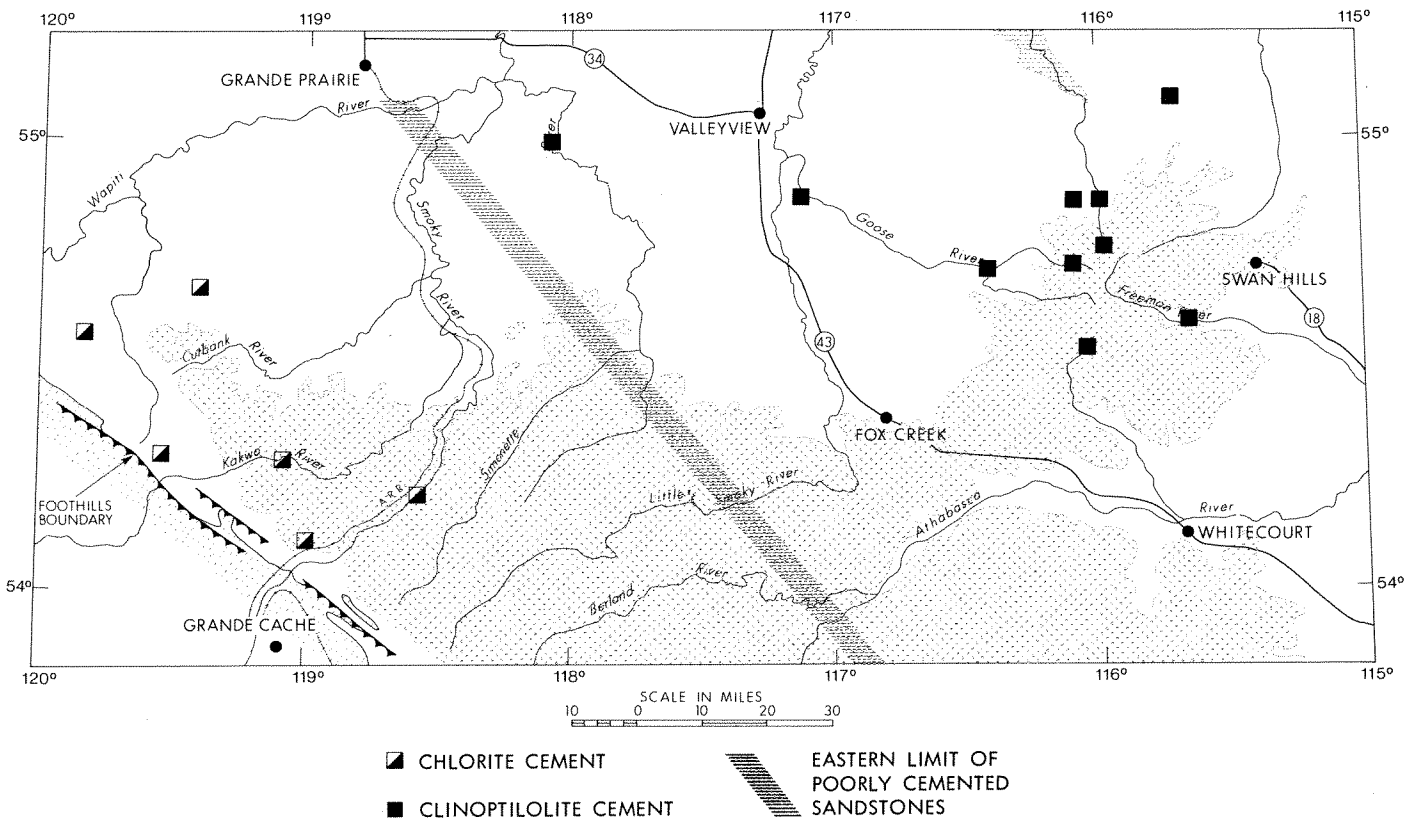 120° 119° 118° 117° 116° 115°
34
GRANDE PRAIRIE
River
VALLEYVIEW
55° 55°
Wapiti
Smoky
River
Goose
River
SWAN HILLS
Freeman River
18
43
Cutbank
River
FOX CREEK
Simonette
Kakwa River
FOOTHILLS
BOUNDARY
A.R.R.
Little Smoky River
Athabasca
River
WHITECOURT
54° 54°
Berland
River
GRANDE CACHE
120° 119° 118° 117° 116° 115°
SCALE IN MILES
10 0 10 20 30
CHLORITE CEMENT
CLINOPTILOLITE CEMENT
EASTERN LIMIT OF
POORLY CEMENTED
SANDSTONES